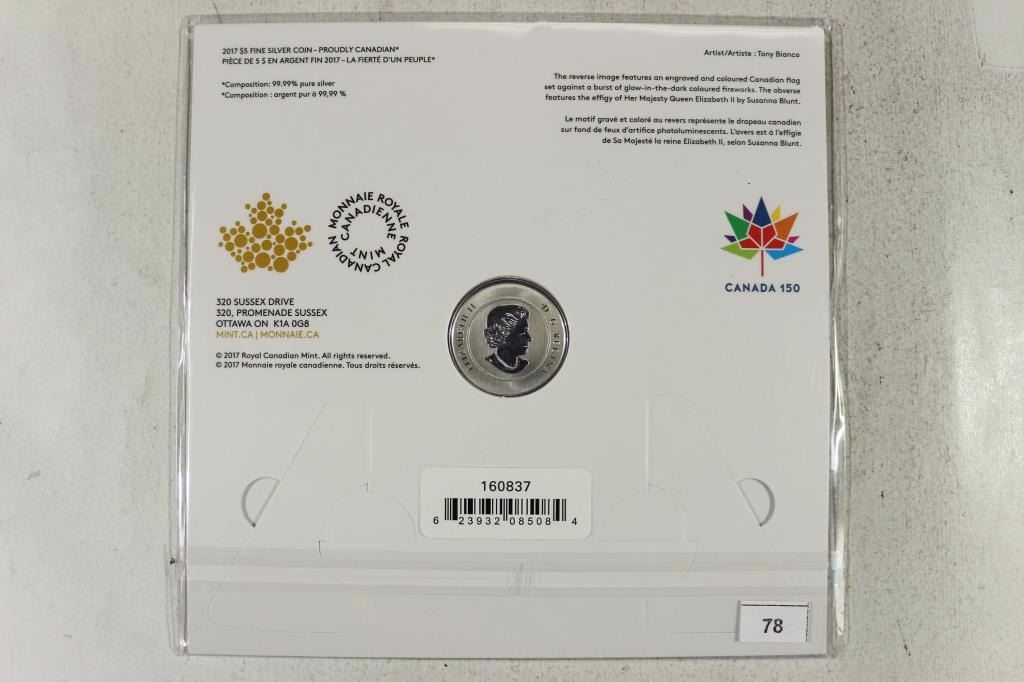 2017 $5 FINE SILVER COIN – PROUDLY CANADIAN*
PIÈCE DE 5 $ EN ARGENT FIN 2017 – LA FIERTÉ D'UN PEUPLE*
*Composition: 99.99% pure silver
*Composition : argent pur à 99,99 %
Artist/Artiste : Tony Bianco
The reverse image features an engraved and coloured Canadian flag
set against a burst of glow-in-the-dark coloured fireworks. The obverse
features the effigy of Her Majesty Queen Elizabeth II by Susanna Blunt.
Le motif gravé et coloré au revers représente le drapeau canadien
sur fond de feux d'artifice photoluminescents. L'avers est à l'effigie
de Sa Majesté la reine Elizabeth II, selon Susanna Blunt.
MONNAIE ROYALE CANADIENNE
ROYAL CANADIAN MINT
CANADA 150
320 SUSSEX DRIVE
320, PROMENADE SUSSEX
OTTAWA ON K1A 0G8
MINT.CA | MONNAIE.CA
© 2017 Royal Canadian Mint. All rights reserved.
© 2017 Monnaie royale canadienne. Tous droits réservés.
ELIZABETH II D·G·REGINA
160837
6 23932 08508 4
78